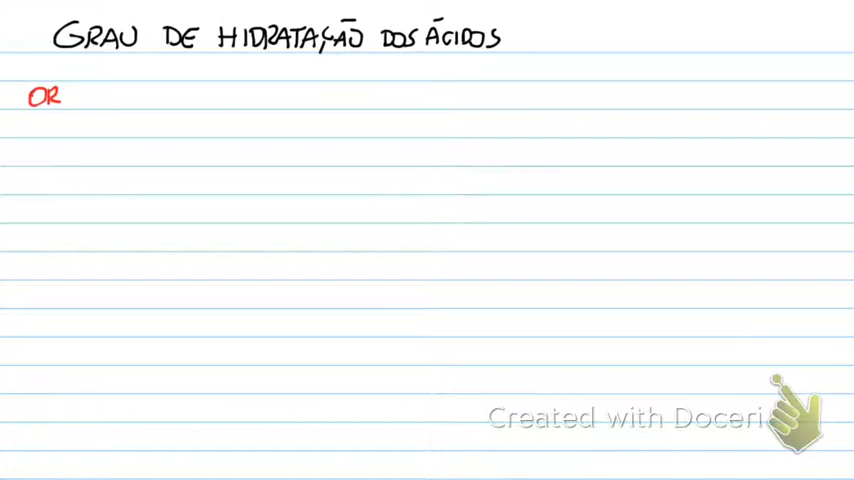 GRAU DE HIDRATAÇÃO DOS ÁCIDOS
OR
Created with Doceri